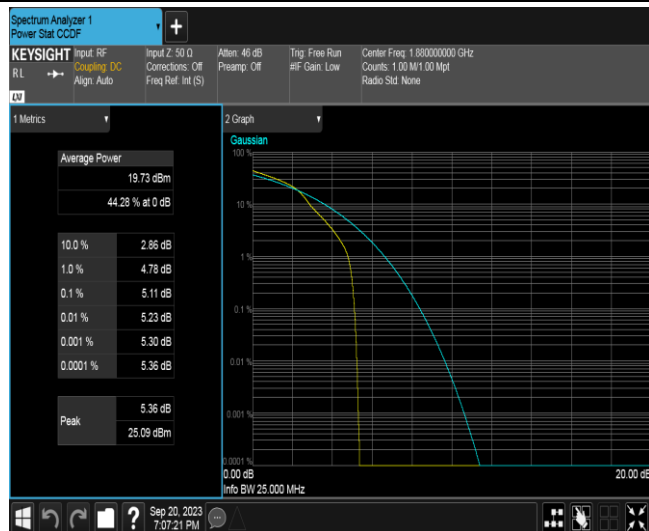 Spectrum Analyzer 1
Power Stat CCDF
+
KEYSIGHT
RL
Input: RF
Coupling: DC
Align: Auto
Input Z: 50 Ω
Corrections: Off
Freq Ref: Int (S)
Atten: 46 dB
Preamp: Off
Trig: Free Run
#IF Gain: Low
Center Freq: 1.880000000 GHz
Counts: 1.00 M/1.00 Mpt
Radio Std: None
1 Metrics
Average Power
19.73 dBm
44.28 % at 0 dB
10.0 % 2.86 dB
1.0 % 4.78 dB
0.1 % 5.11 dB
0.01 % 5.23 dB
0.001 % 5.30 dB
0.0001 % 5.36 dB
Peak
5.36 dB
25.09 dBm
2 Graph
Gaussian
100 %
10 %
1 %
0.1 %
0.01 %
0.001 %
0.0001 %
0.00 dB
20.00 dB
Info BW 25.000 MHz
?
Sep 20, 2023
7:07:21 PM